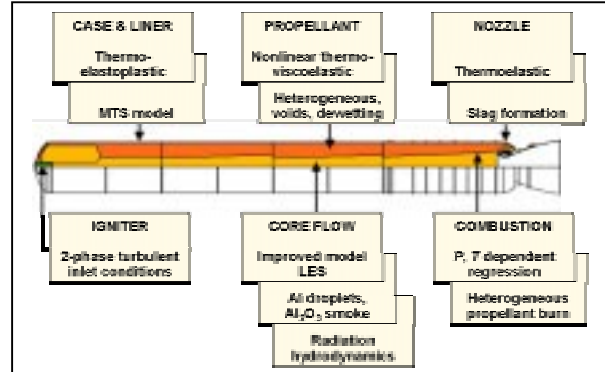 CASE & LINER
Thermo-
elastoplastic
MTS model
PROPELLANT
Nonlinear thermo-
viscoelastic
Heterogeneous,
voids, dewetting
NOZZLE
Thermoelastic
Slag formation
IGNITER
2-phase turbulent
inlet conditions
CORE FLOW
Improved model
LES
Al droplets,
Al₂O₃ smoke
Radiation
hydrodynamics
COMBUSTION
P, T dependent
regression
Heterogeneous
propellant burn